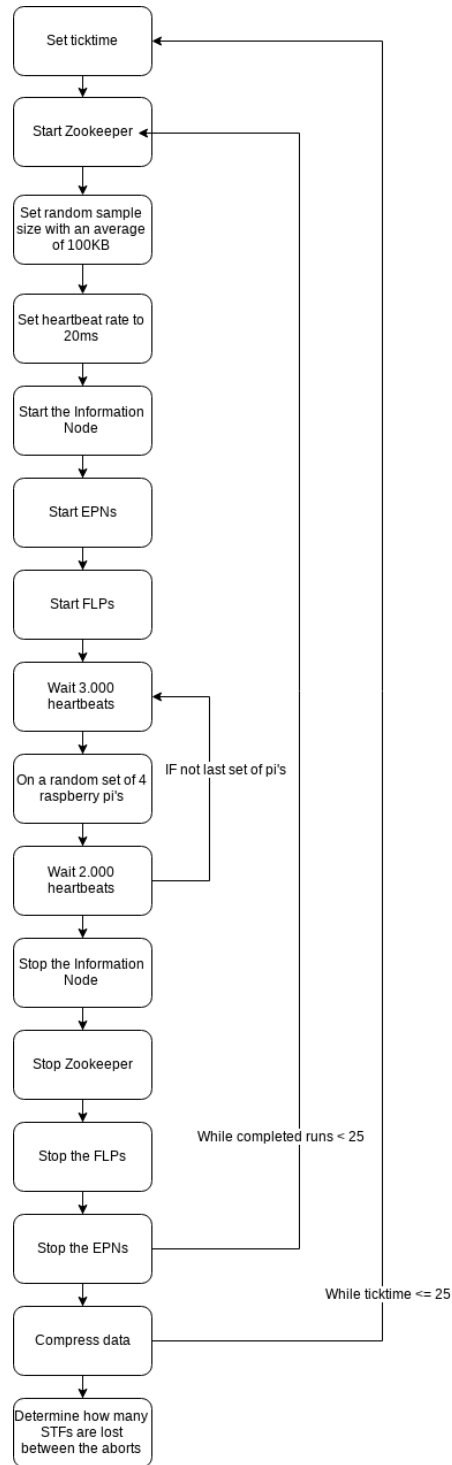 Set ticktime
Start Zookeeper
Set random sample
size with an average
of 100KB
Set heartbeat rate to
20ms
Start the Information
Node
Start EPNs
Start FLPs
Wait 3.000
heartbeats
IF not last set of pi's
On a random set of 4
raspberry pi's
Wait 2.000
heartbeats
Stop the Information
Node
Stop Zookeeper
While completed runs < 25
Stop the FLPs
Stop the EPNs
While ticktime <= 25
Compress data
Determine how many
STFs are lost
between the aborts